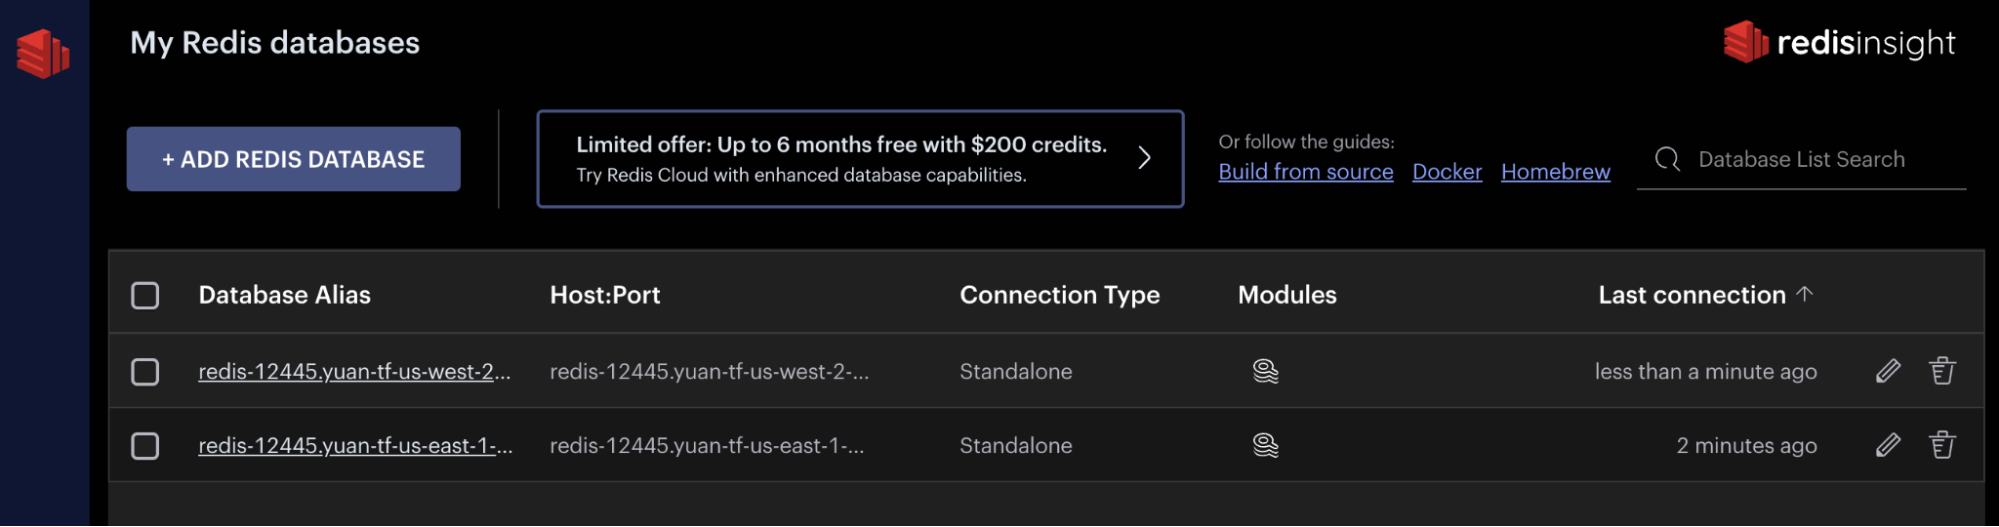 My Redis databases
redisinsight
+ ADD REDIS DATABASE
Limited offer: Up to 6 months free with $200 credits.
Try Redis Cloud with enhanced database capabilities.
Or follow the guides:
Build from source Docker Homebrew
Database List Search
Database Alias Host:Port Connection Type Modules Last connection ↑
redis-12445.yuan-tf-us-west-2... redis-12445.yuan-tf-us-west-2-... Standalone less than a minute ago
redis-12445.yuan-tf-us-east-1-... redis-12445.yuan-tf-us-east-1-... Standalone 2 minutes ago